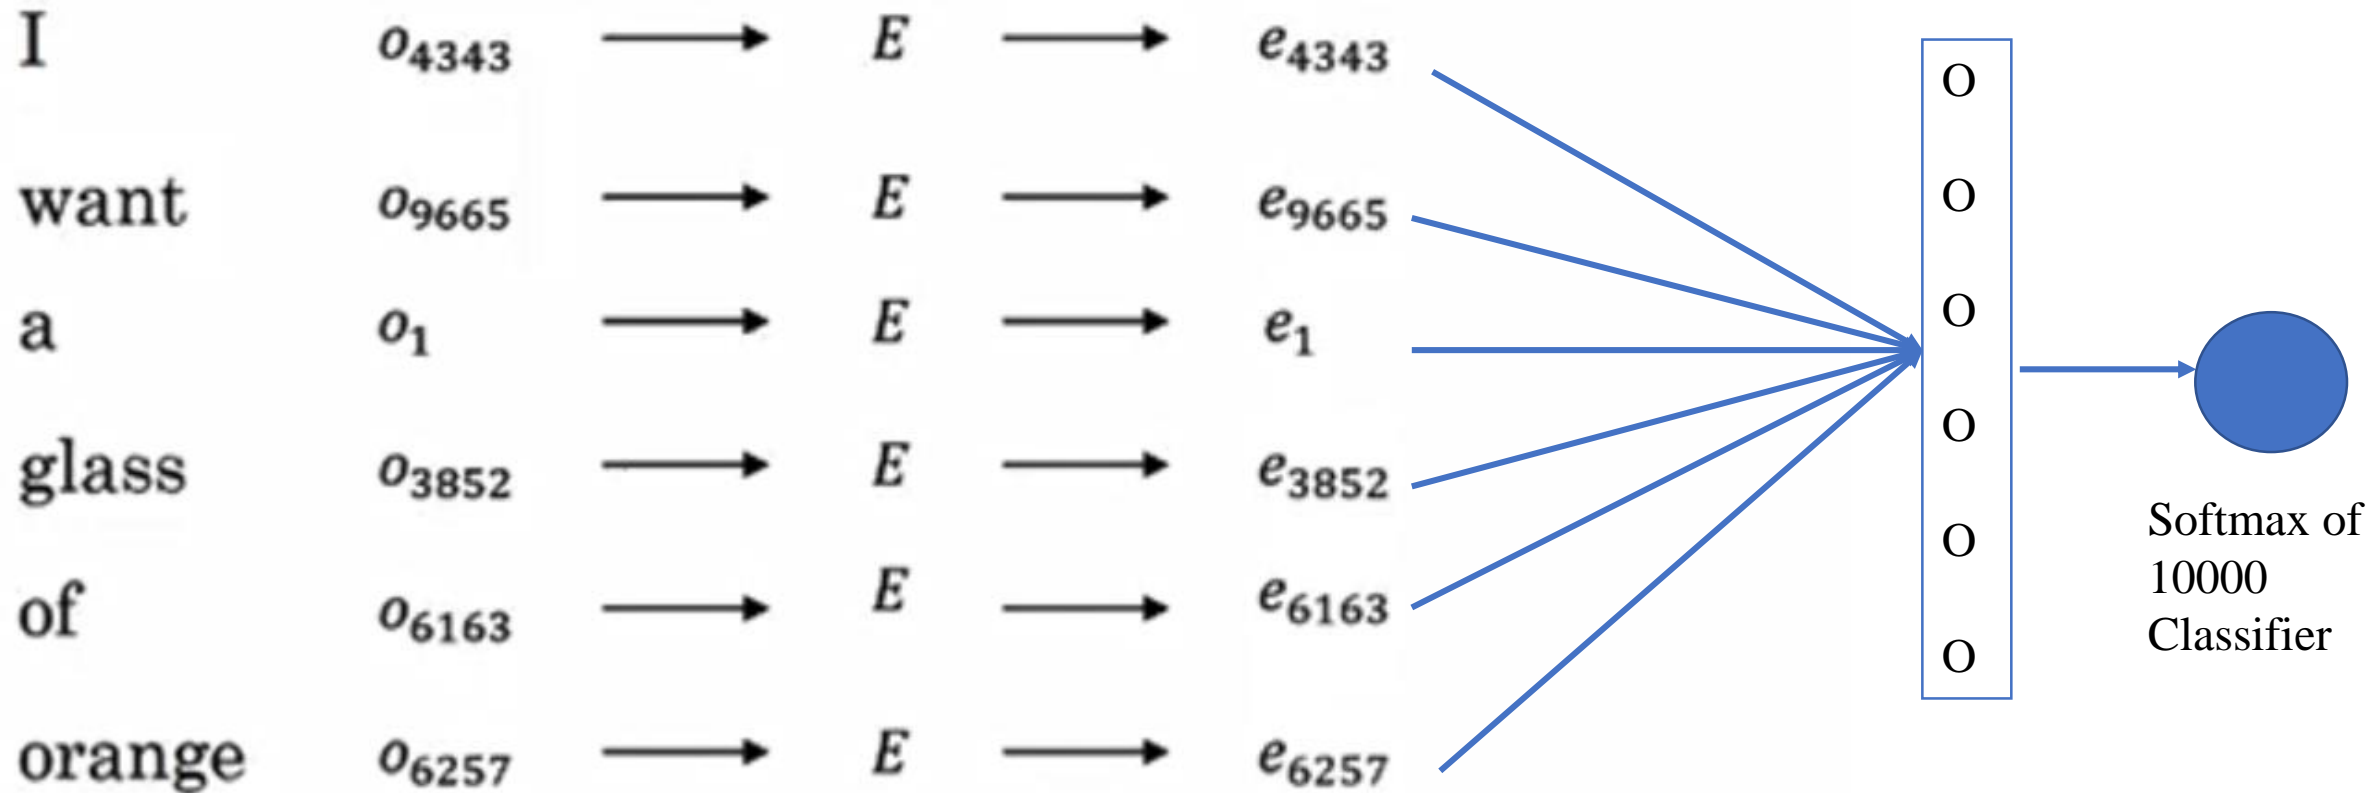 I o₄₃₄₃ E e₄₃₄₃
want o₉₆₆₅ E e₉₆₆₅
a o₁ E e₁
glass o₃₈₅₂ E e₃₈₅₂
of o₆₁₆₃ E e₆₁₆₃
orange o₆₂₅₇ E e₆₂₅₇
O
O
O
O
O
O
Softmax of
10000
Classifier